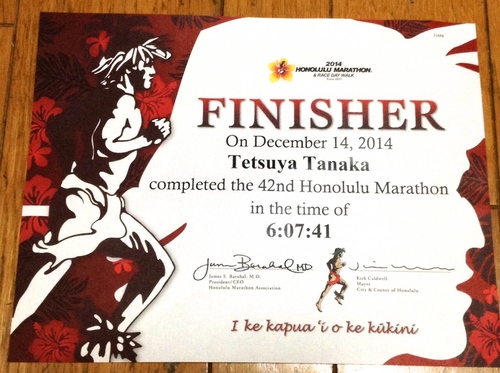 2014
HONOLULU MARATHON
& RACE DAY WALK
FINISHER
On December 14, 2014
Tetsuya Tanaka
completed the 42nd Honolulu Marathon
in the time of
6:07:41
James S. Barahal, M.D.
President/CEO
Honolulu Marathon Association
Kirk Caldwell
Mayor
City & County of Honolulu
I ke kapua 'i o ke kūkini